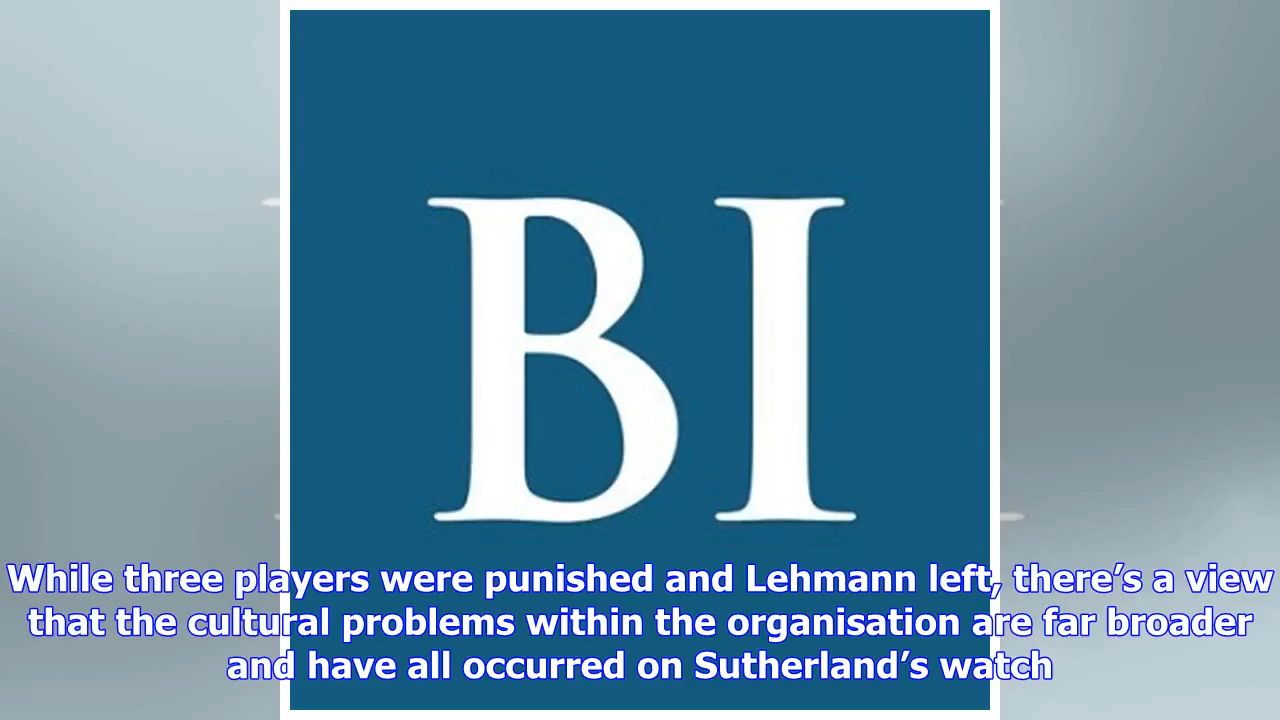 BI
While three players were punished and Lehmann left, there’s a view
that the cultural problems within the organisation are far broader
and have all occurred on Sutherland’s watch